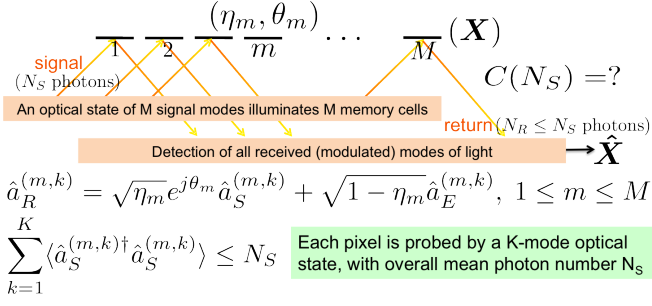 (η_m, θ_m)
1 2 m ... M (X)
signal
(N_S photons)
C(N_S) =?
An optical state of M signal modes illuminates M memory cells
return (N_R ≤ N_S photons)
Detection of all received (modulated) modes of light
X̂
â_R^{(m,k)} = √η_m e^{jθ_m} â_S^{(m,k)} + √(1 − η_m) â_E^{(m,k)}, 1 ≤ m ≤ M
∑_{k=1}^{K} ⟨â_S^{(m,k)†} â_S^{(m,k)}⟩ ≤ N_S
Each pixel is probed by a K-mode optical
state, with overall mean photon number N_S